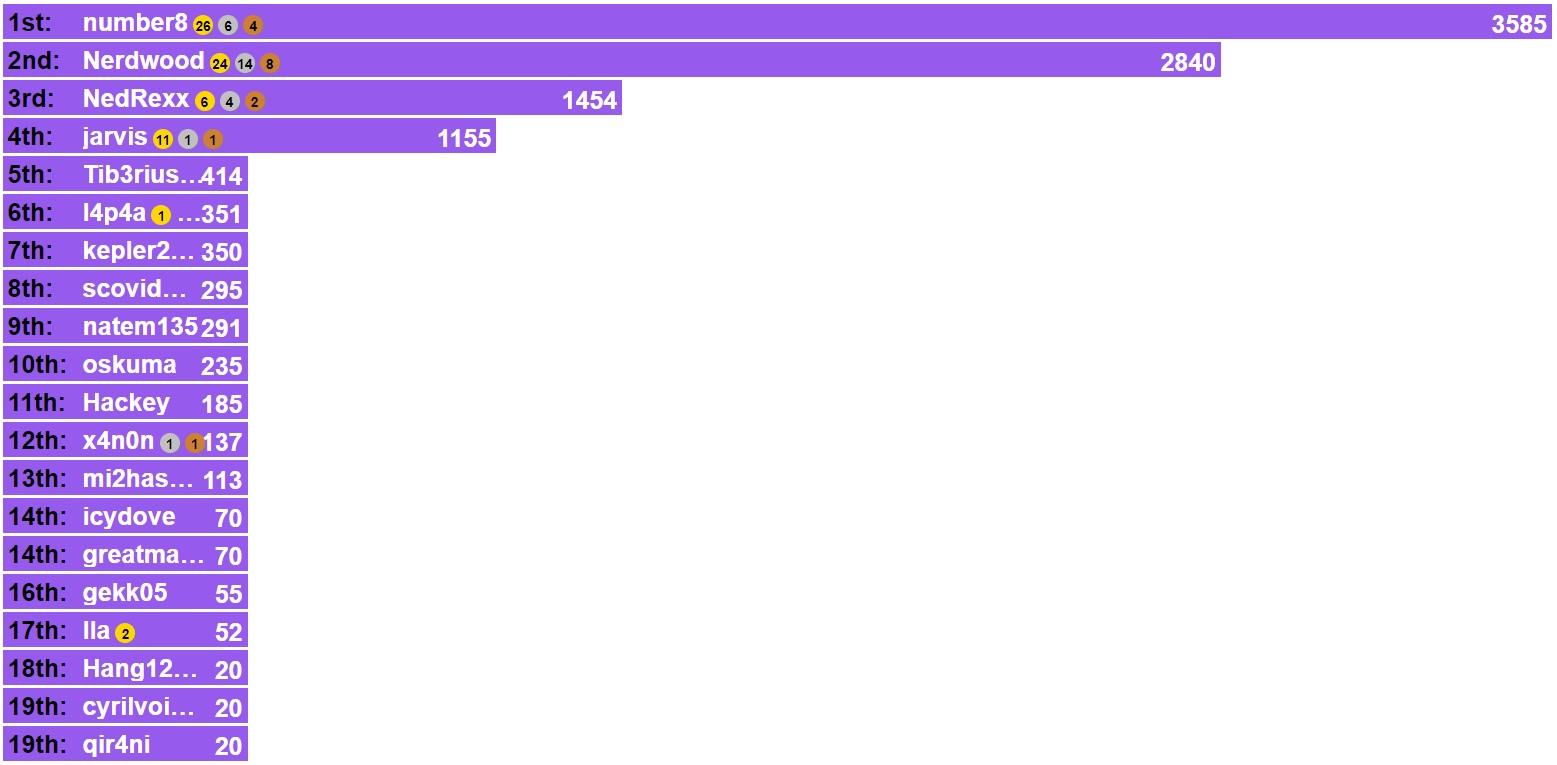 1st: number8 26 6 4 3585
2nd: Nerdwood 24 14 8 2840
3rd: NedRexx 6 4 2 1454
4th: jarvis 11 1 1 1155
5th: Tib3rius… 414
6th: l4p4a 1 … 351
7th: kepler2… 350
8th: scovid… 295
9th: natem135 291
10th: oskuma 235
11th: Hackey 185
12th: x4n0n 1 1 137
13th: mi2has… 113
14th: icydove 70
14th: greatma… 70
16th: gekk05 55
17th: lla 2 52
18th: Hang12… 20
19th: cyrilvoi… 20
19th: qir4ni 20